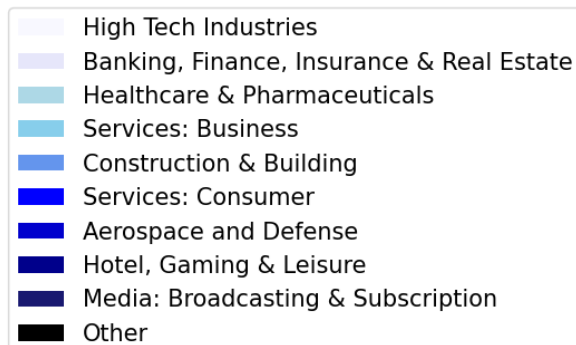 High Tech Industries
Banking, Finance, Insurance & Real Estate
Healthcare & Pharmaceuticals
Services: Business
Construction & Building
Services: Consumer
Aerospace and Defense
Hotel, Gaming & Leisure
Media: Broadcasting & Subscription
Other